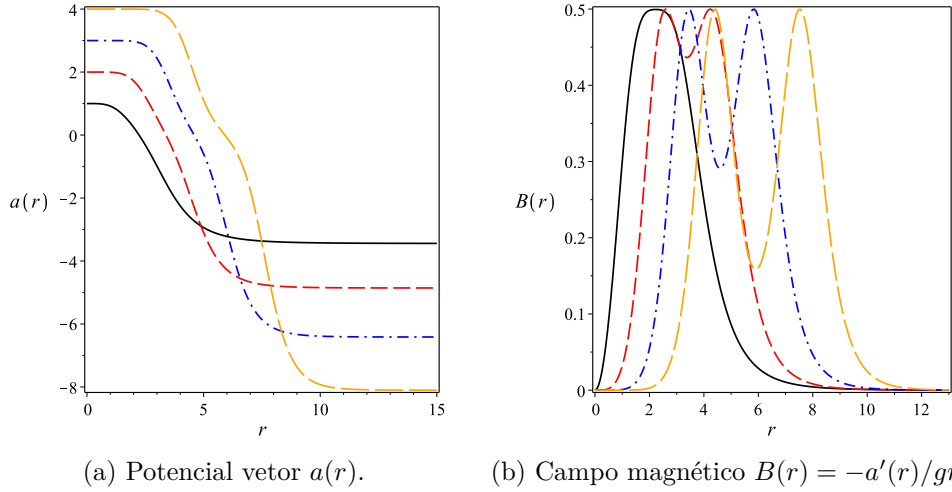 4
2
0
a(r)
−2
−4
−6
−8
0 5 10 15
r
0.5
0.4
0.3
B(r)
0.2
0.1
0
0 2 4 6 8 10 12
r
(a) Potencial vetor a(r).
(b) Campo magnético B(r) = −a′(r)/gr